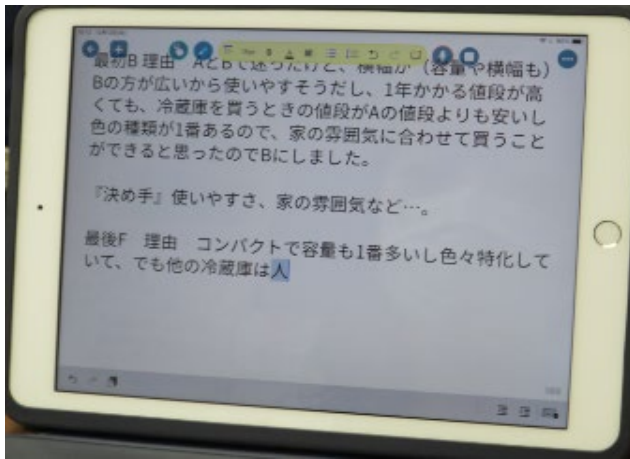 最初B 理由 AとBで迷ったけど、横幅が（容量や横幅も）
Bの方が広いから使いやすそうだし、1年かかる値段が高
くても、冷蔵庫を買うときの値段がAの値段よりも安いし
色の種類が1番あるので、家の雰囲気に合わせて買うこと
ができると思ったのでBにしました。
『決め手』使いやすさ、家の雰囲気など…。
最後F 理由 コンパクトで容量も1番多いし色々特化して
いて、でも他の冷蔵庫は人